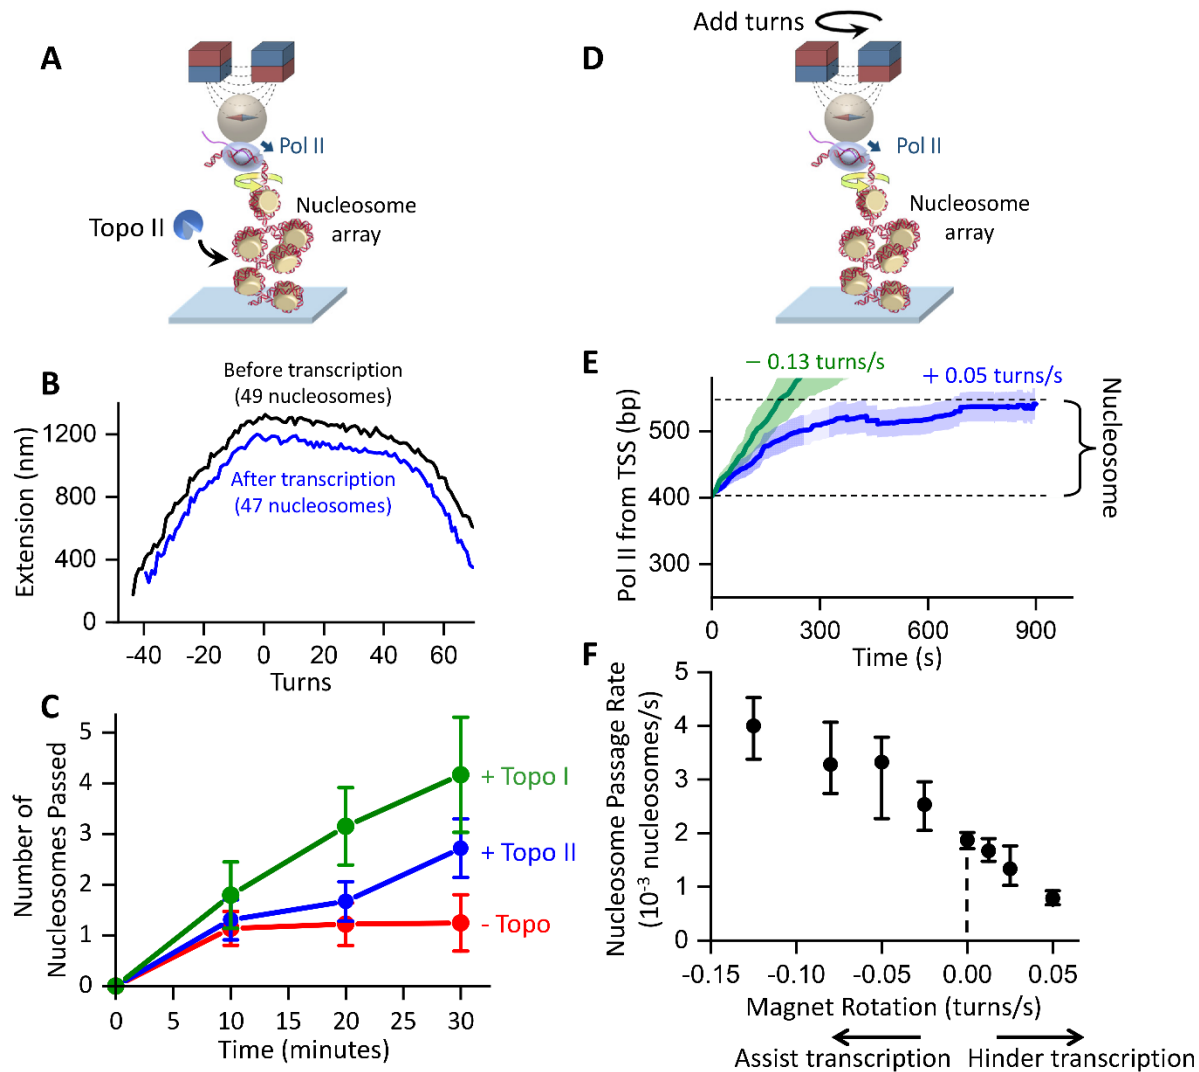 A
Pol II
Nucleosome
array
Topo II
B
Before transcription
(49 nucleosomes)
After transcription
(47 nucleosomes)
Extension (nm)
1200
800
400
0
-40
-20
0
20
40
60
Turns
C
Number of
Nucleosomes Passed
5
4
3
2
1
0
+ Topo I
+ Topo II
- Topo
0
5
10
15
20
25
30
Time (minutes)
D
Add turns
Pol II
Nucleosome
array
E
− 0.13 turns/s
+ 0.05 turns/s
Nucleosome
Pol II from TSS (bp)
500
400
300
0
300
600
900
Time (s)
F
Nucleosome Passage Rate
(10⁻³ nucleosomes/s)
5
4
3
2
1
0
-0.15
-0.10
-0.05
0.00
0.05
Magnet Rotation (turns/s)
Assist transcription
Hinder transcription